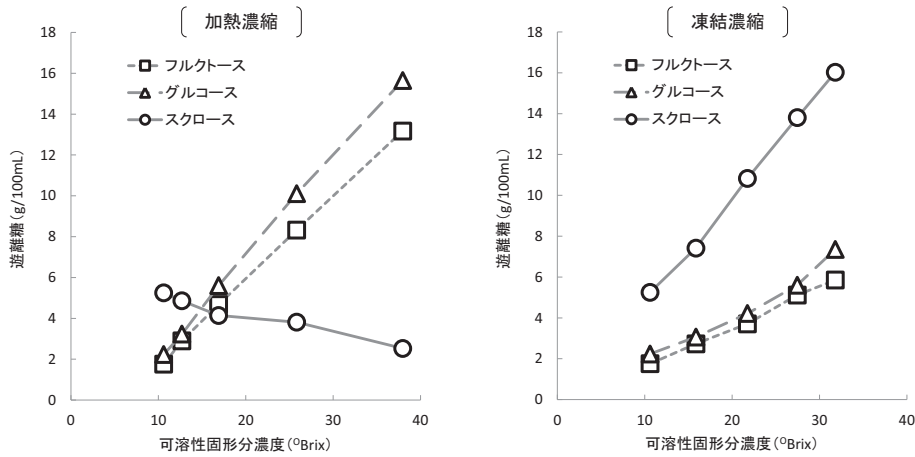 〔 加熱濃縮 〕
18
16
14
12
10
8
6
4
2
0
遊離糖(g/100mL)
フルクトース
グルコース
スクロース
0 10 20 30 40
可溶性固形分濃度(ºBrix)
〔 凍結濃縮 〕
18
16
14
12
10
8
6
4
2
0
遊離糖(g/100mL)
フルクトース
グルコース
スクロース
0 10 20 30 40
可溶性固形分濃度(ºBrix)